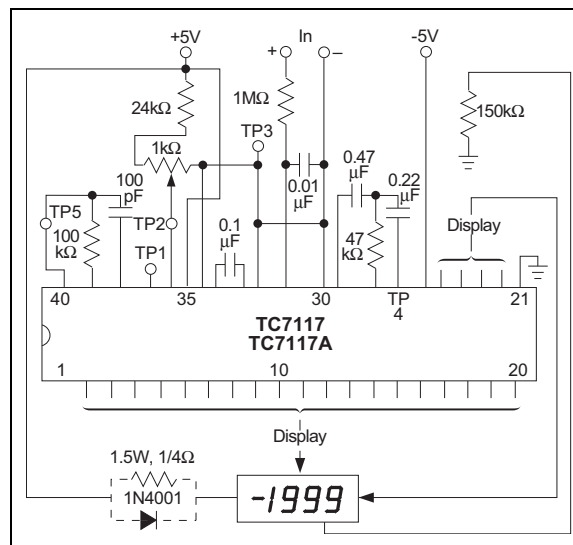 +5V
In
-5V
+
–
24kΩ
1MΩ
150kΩ
TP3
1kΩ
0.47
μF
0.22
μF
0.01
μF
100
pF
TP5
TP2
Display
100
kΩ
0.1
μF
47
kΩ
TP1
40
35
30
TP
4
21
TC7117
TC7117A
1
10
20
Display
1.5W, 1/4Ω
1N4001
-1999